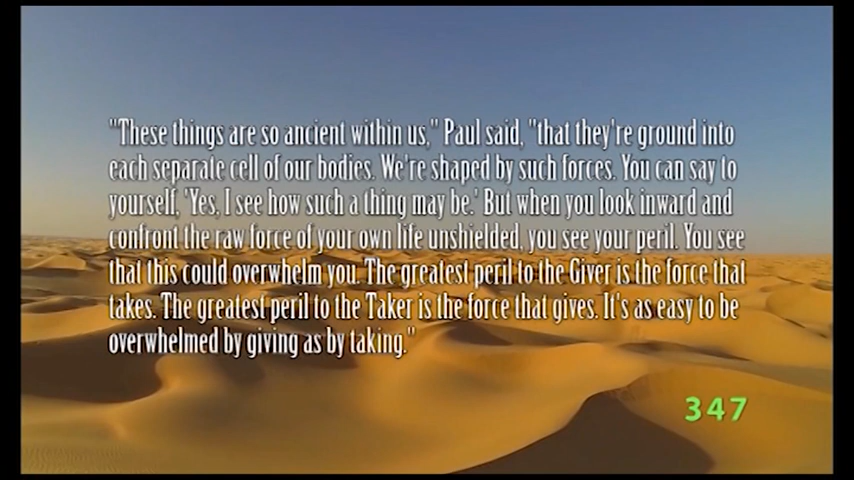 "These things are so ancient within us," Paul said, "that they're ground into
each separate cell of our bodies. We're shaped by such forces. You can say to
yourself, 'Yes, I see how such a thing may be.' But when you look inward and
confront the raw force of your own life unshielded, you see your peril. You see
that this could overwhelm you. The greatest peril to the Giver is the force that
takes. The greatest peril to the Taker is the force that gives. It's as easy to be
overwhelmed by giving as by taking."
347